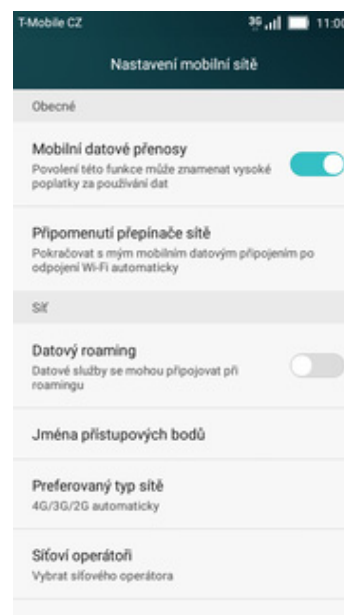 T-Mobile CZ 3G 11:00
Nastavení mobilní sítě
Obecné
Mobilní datové přenosy
Povolení této funkce může znamenat vysoké
poplatky za používání dat
Připomenutí přepínače sítě
Pokračovat s mým mobilním datovým připojením po
odpojení Wi-Fi automaticky
Síť
Datový roaming
Datové služby se mohou připojovat při
roamingu
Jména přístupových bodů
Preferovaný typ sítě
4G/3G/2G automaticky
Síťoví operátoři
Vybrat síťového operátora